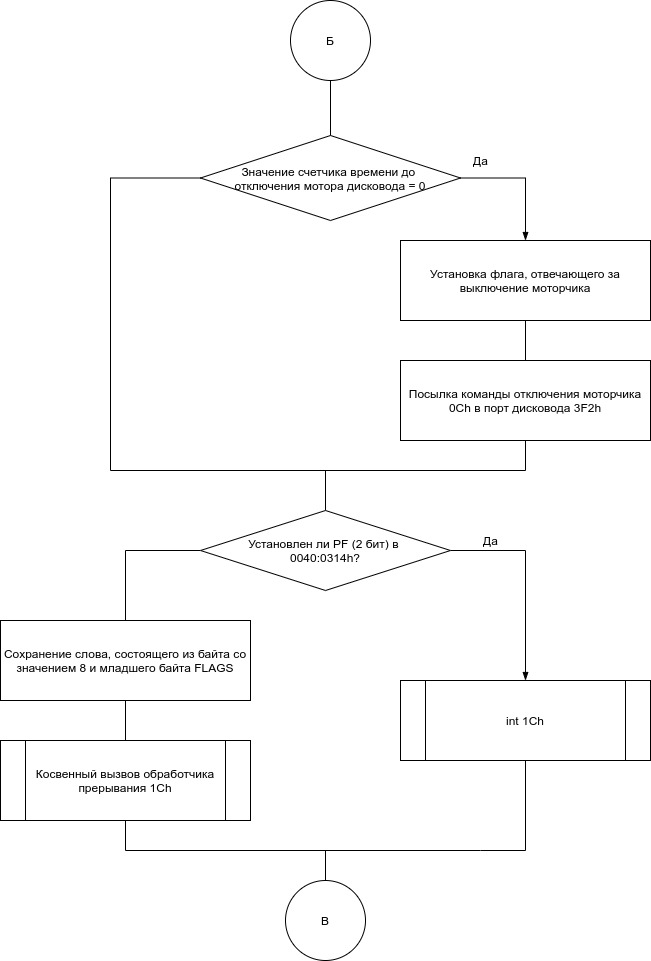 Б
Значение счетчика времени до
отключения мотора дисковода = 0
Да
Установка флага, отвечающего за
выключение моторчика
Посылка команды отключения моторчика
0Ch в порт дисковода 3F2h
Установлен ли PF (2 бит) в
0040:0314h?
Да
Сохранение слова, состоящего из байта со
значением 8 и младшего байта FLAGS
int 1Ch
Косвенный вызвов обработчика
прерывания 1Ch
В